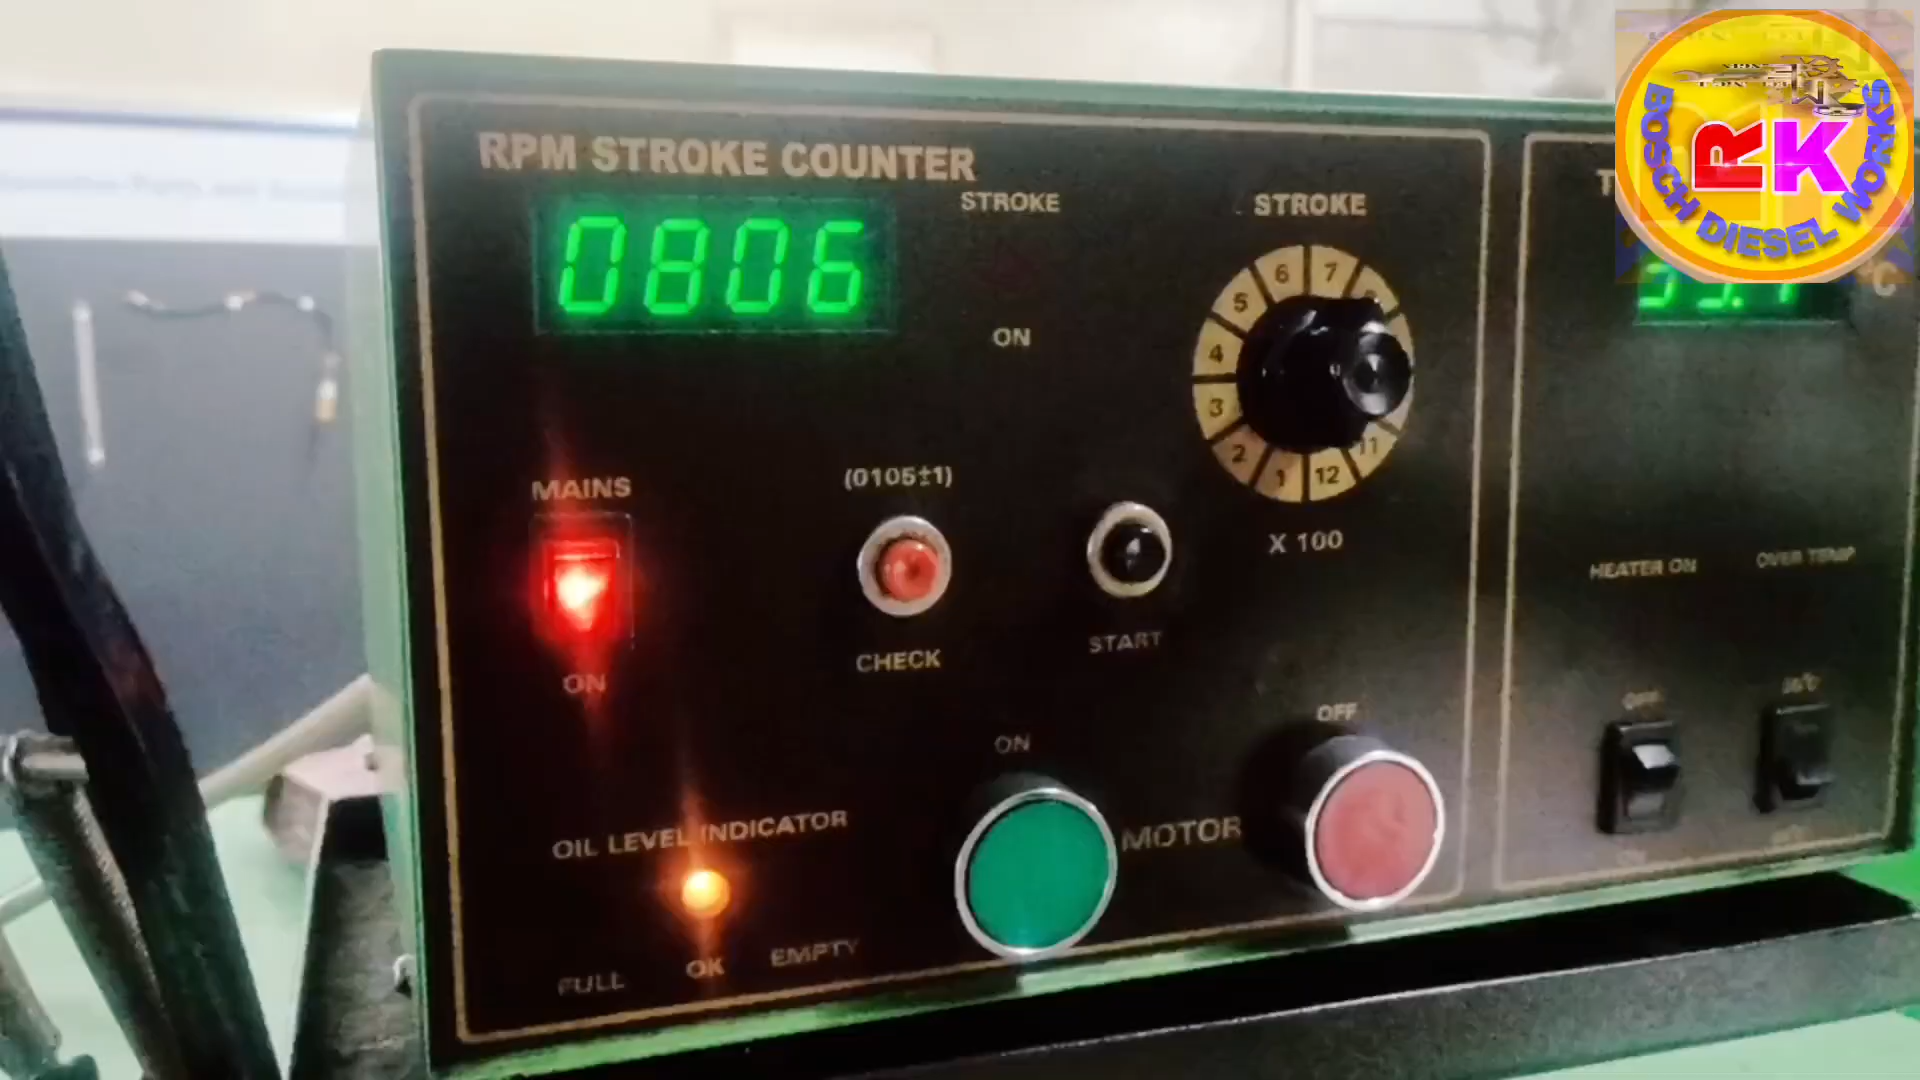 RPM STROKE COUNTER
0806
STROKE
ON
STROKE
1 2 3 4 5 6 7 11 12
X 100
MAINS
ON
(0105±1)
CHECK
START
ON
MOTOR
OFF
OIL LEVEL INDICATOR
FULL
OK
EMPTY
HEATER ON
OVER TEMP
OFF
°C
RK
BOSCH DIESEL WORKS